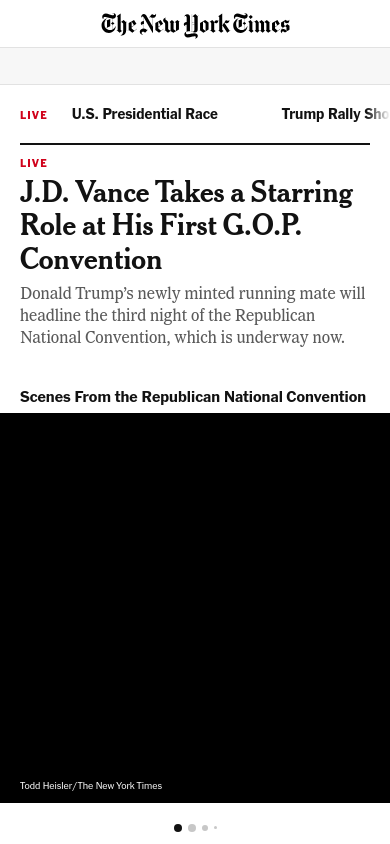 The New York Times
LIVE U.S. Presidential Race Trump Rally Sho
LIVE
J.D. Vance Takes a Starring
Role at His First G.O.P.
Convention
Donald Trump’s newly minted running mate will
headline the third night of the Republican
National Convention, which is underway now.
Scenes From the Republican National Convention
Todd Heisler/The New York Times